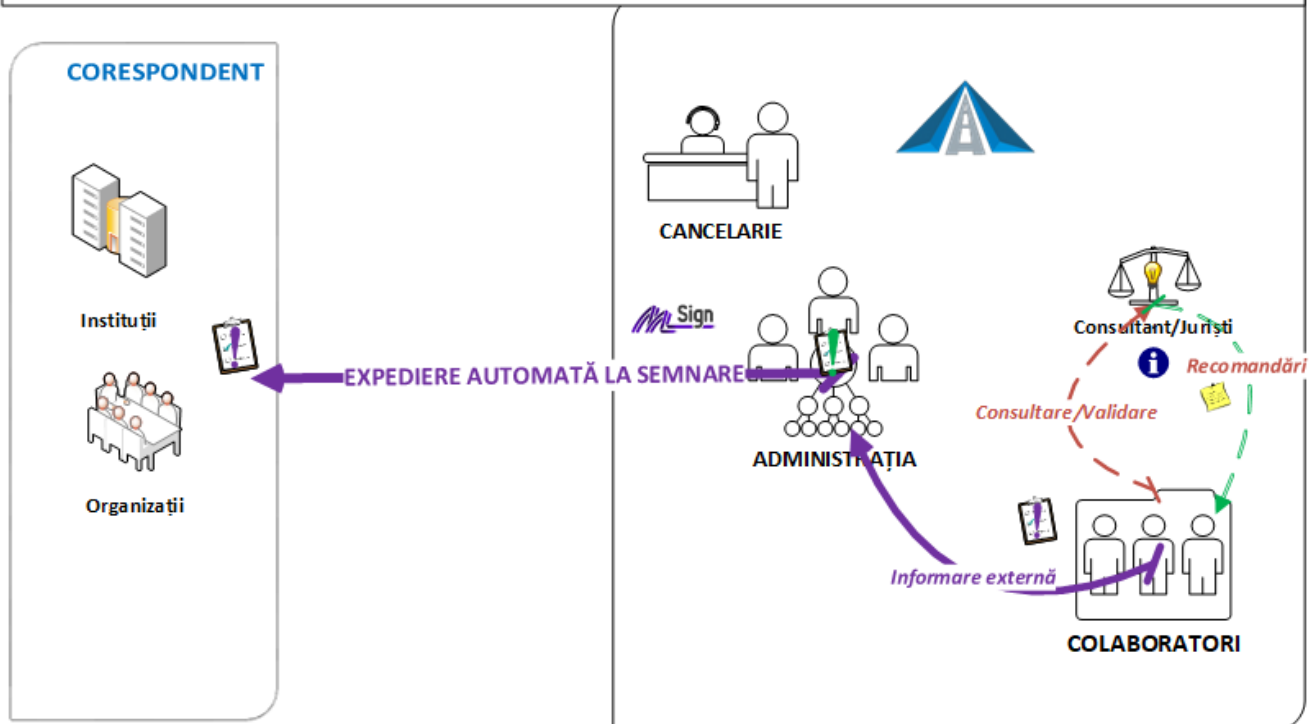 CORESPONDENT
CANCELARIE
Instituții
Sign
Consultant/Juriști
i
Recomandări
EXPEDIERE AUTOMATĂ LA SEMNARE
Consultare/Validare
ADMINISTRAȚIA
Organizații
Informare externă
COLABORATORI